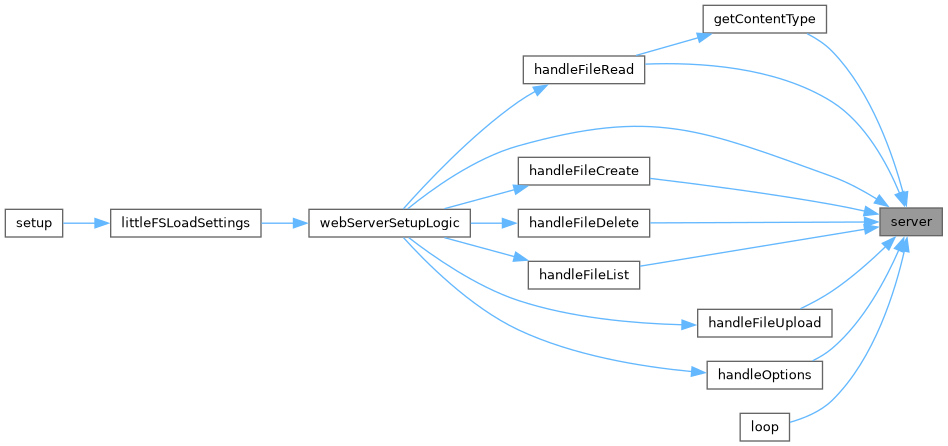 getContentType
handleFileRead
handleFileCreate
setup
littleFSLoadSettings
webServerSetupLogic
handleFileDelete
server
handleFileList
handleFileUpload
handleOptions
loop